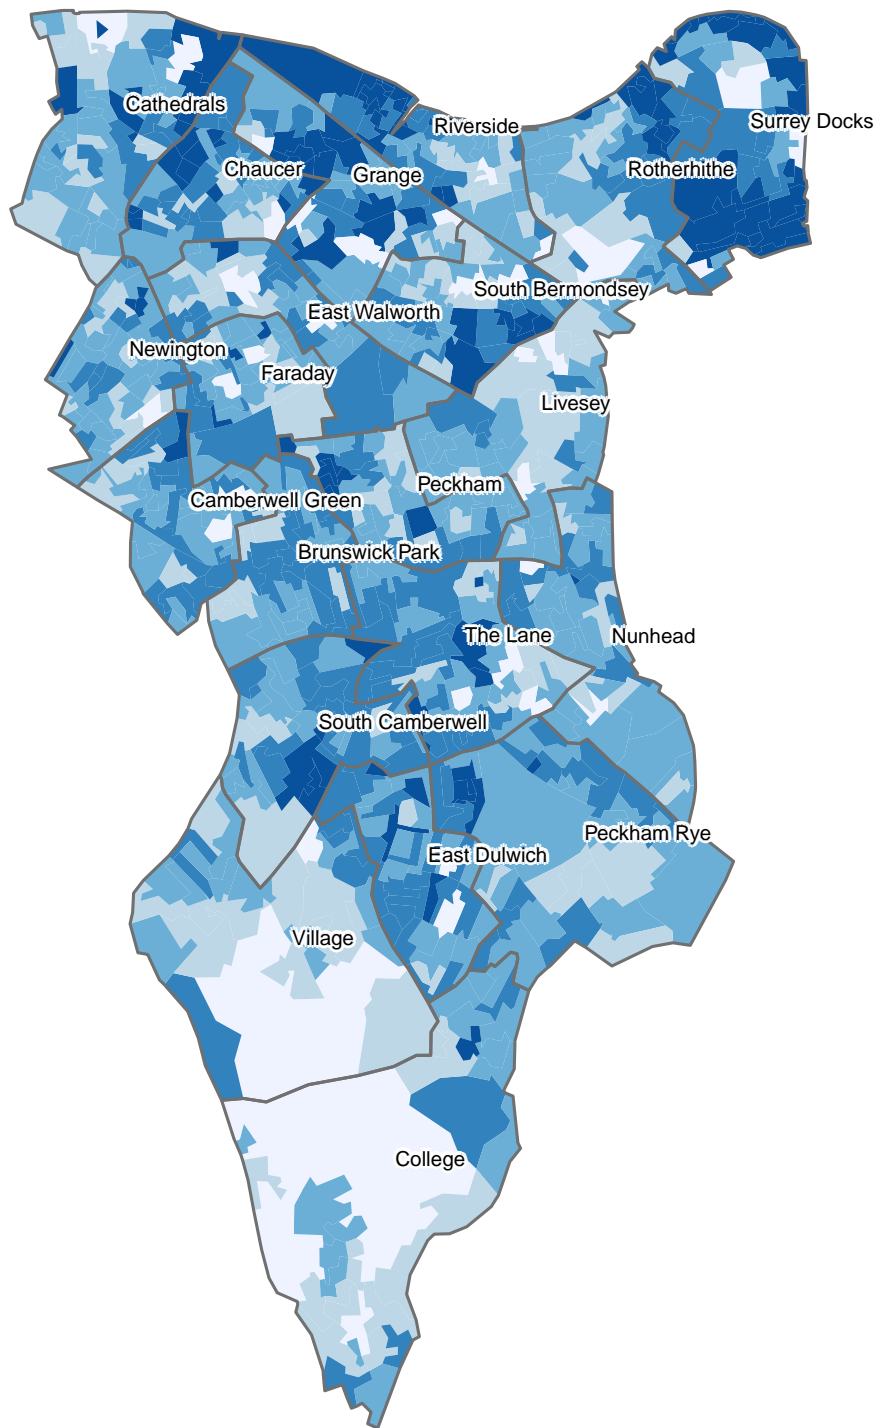 Cathedrals
Riverside
Surrey Docks
Chaucer
Grange
Rotherhithe
South Bermondsey
East Walworth
Newington
Faraday
Livesey
Peckham
Camberwell Green
Brunswick Park
The Lane
Nunhead
South Camberwell
Peckham Rye
East Dulwich
Village
College